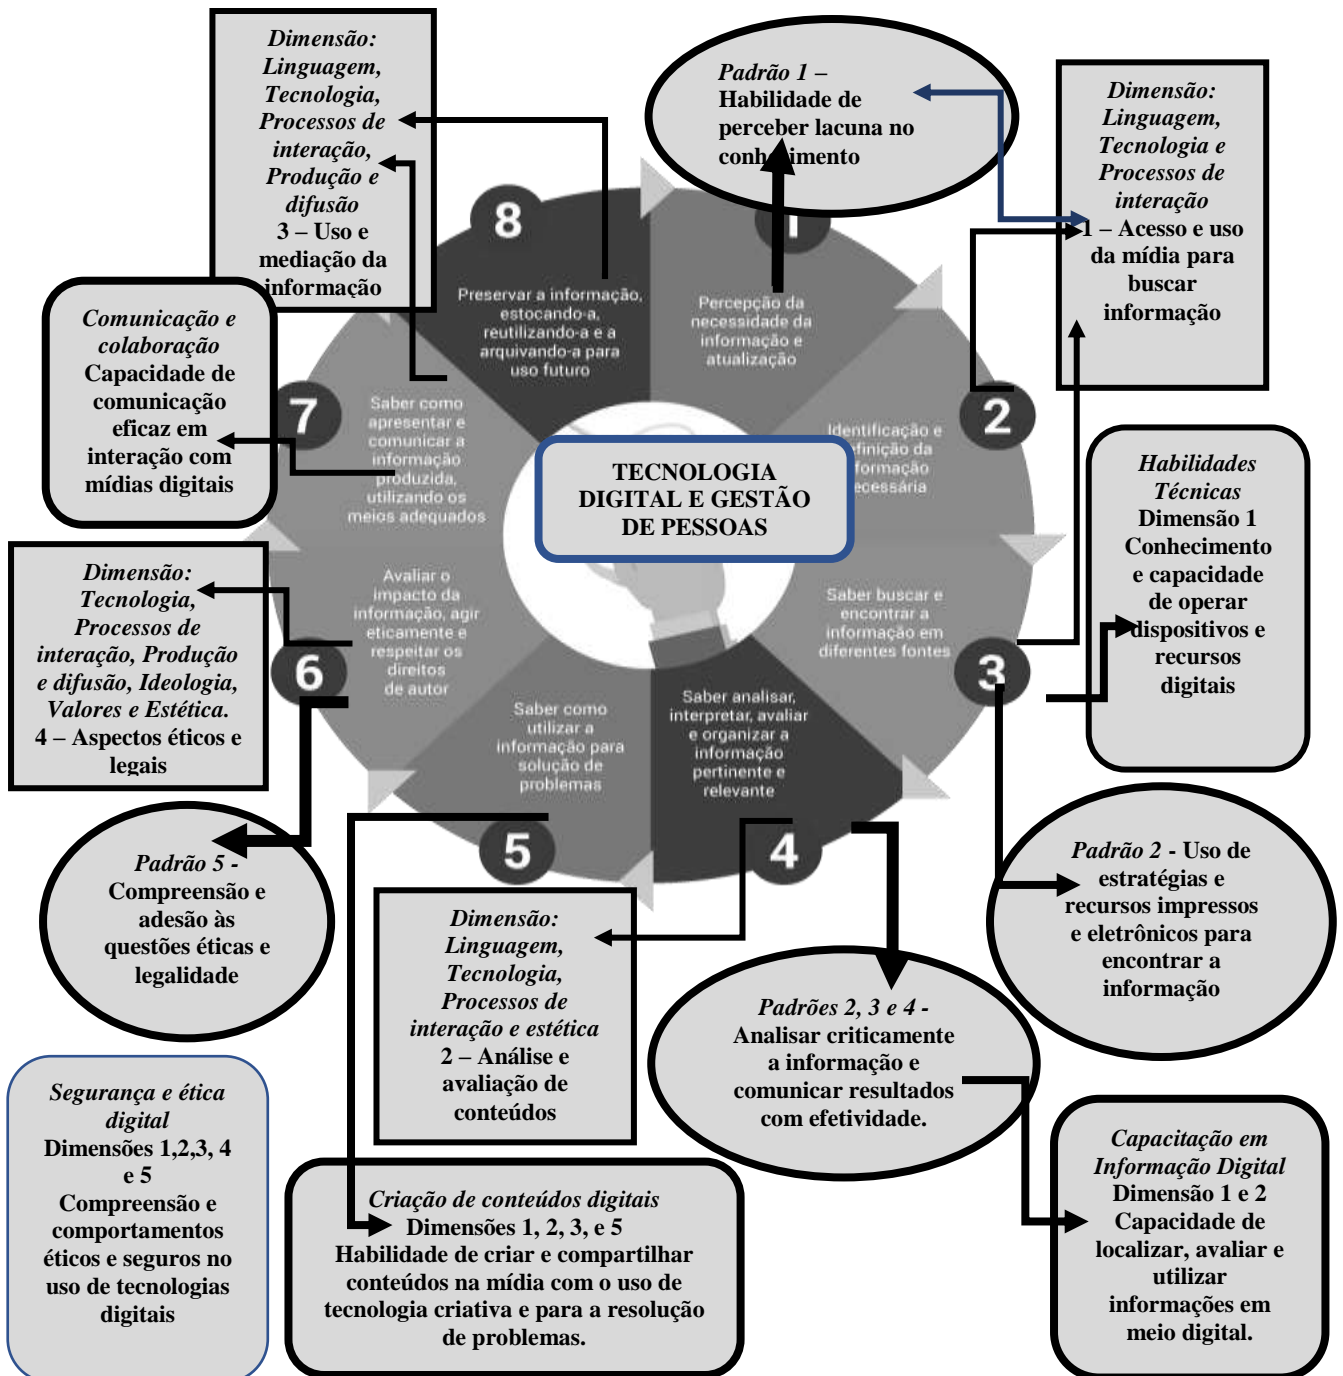 Dimensão:
Linguagem,
Tecnologia,
Processos de
interação,
Produção e
difusão
3 – Uso e
mediação da
informação
Padrão 1 –
Habilidade de
perceber lacuna no
conhecimento
Dimensão:
Linguagem,
Tecnologia e
Processos de
interação
1 – Acesso e uso
da mídia para
buscar
informação
8
Preservar a informação,
estocando-a,
reutilizando-a e a
arquivando-a para
uso futuro
1
Percepção da
necessidade da
informação e
atualização
Comunicação e
colaboração
Capacidade de
comunicação
eficaz em
interação com
mídias digitais
7
Saber como
apresentar e
comunicar a
informação
produzida,
utilizando os
meios adequados
2
Identificação e
finição da
formação
ecessária
TECNOLOGIA
DIGITAL E GESTÃO
DE PESSOAS
Habilidades
Técnicas
Dimensão 1
Conhecimento
e capacidade
de operar
dispositivos e
recursos
digitais
Dimensão:
Tecnologia,
Processos de
interação, Produção
e difusão, Ideologia,
Valores e Estética.
4 – Aspectos éticos e
legais
6
Avaliar o
impacto da
informação, agir
eticamente e
respeitar os
direitos
de autor
3
Saber buscar e
encontrar a
informação em
diferentes fontes
5
Saber como
utilizar a
informação para
solução de
problemas
4
Saber analisar,
interpretar, avaliar
e organizar a
informação
pertinente e
relevante
Padrão 5 -
Compreensão e
adesão às
questões éticas e
legalidade
Dimensão:
Linguagem,
Tecnologia,
Processos de
interação e estética
2 – Análise e
avaliação de
conteúdos
Padrão 2 - Uso de
estratégias e
recursos impressos
e eletrônicos para
encontrar a
informação
Padrões 2, 3 e 4 -
Analisar criticamente
a informação e
comunicar resultados
com efetividade.
Segurança e ética
digital
Dimensões 1,2,3, 4
e 5
Compreensão e
comportamentos
éticos e seguros no
uso de tecnologias
digitais
Criação de conteúdos digitais
Dimensões 1, 2, 3, e 5
Habilidade de criar e compartilhar
conteúdos na mídia com o uso de
tecnologia criativa e para a resolução
de problemas.
Capacitação em
Informação Digital
Dimensão 1 e 2
Capacidade de
localizar, avaliar e
utilizar
informações em
meio digital.